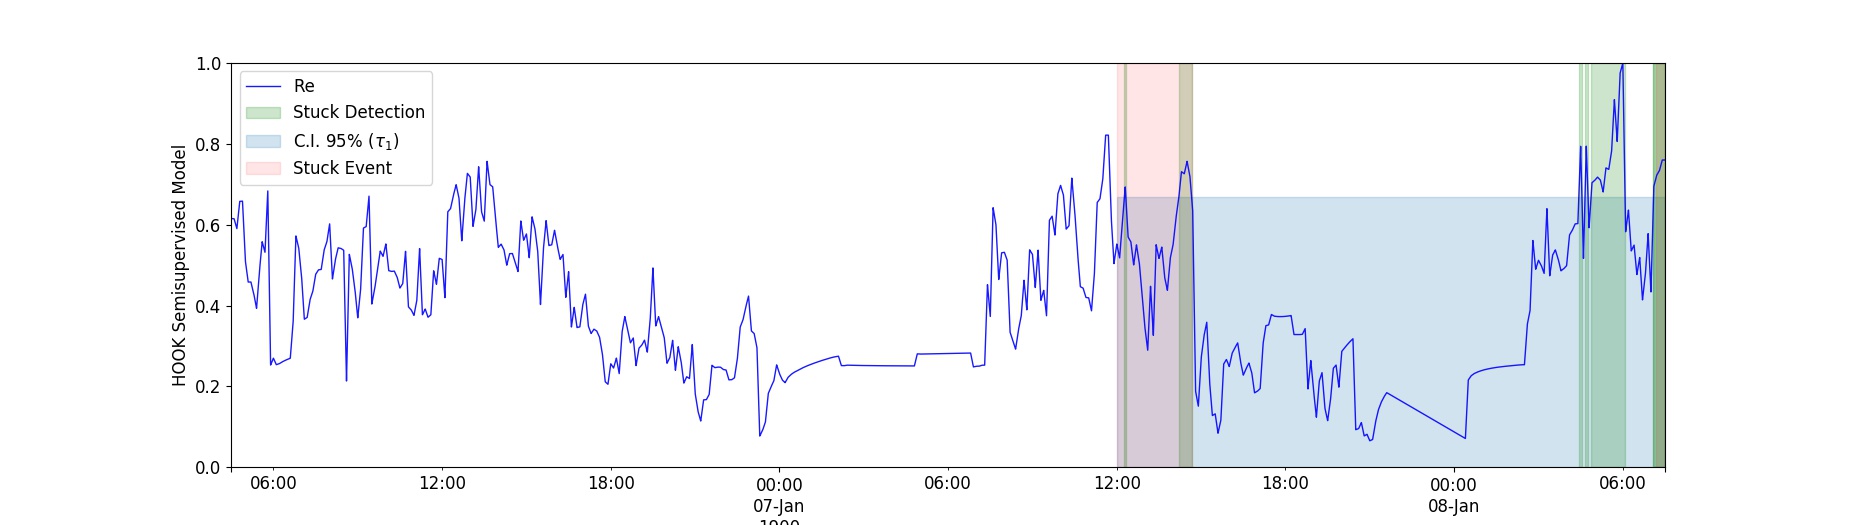 1.0
0.8
0.6
0.4
0.2
0.0
HOOK Semisupervised Model
Re
Stuck Detection
C.I. 95% (τ₁)
Stuck Event
06:00 12:00 18:00 00:00 06:00 12:00 18:00 00:00 06:00
07-Jan 08-Jan
1900